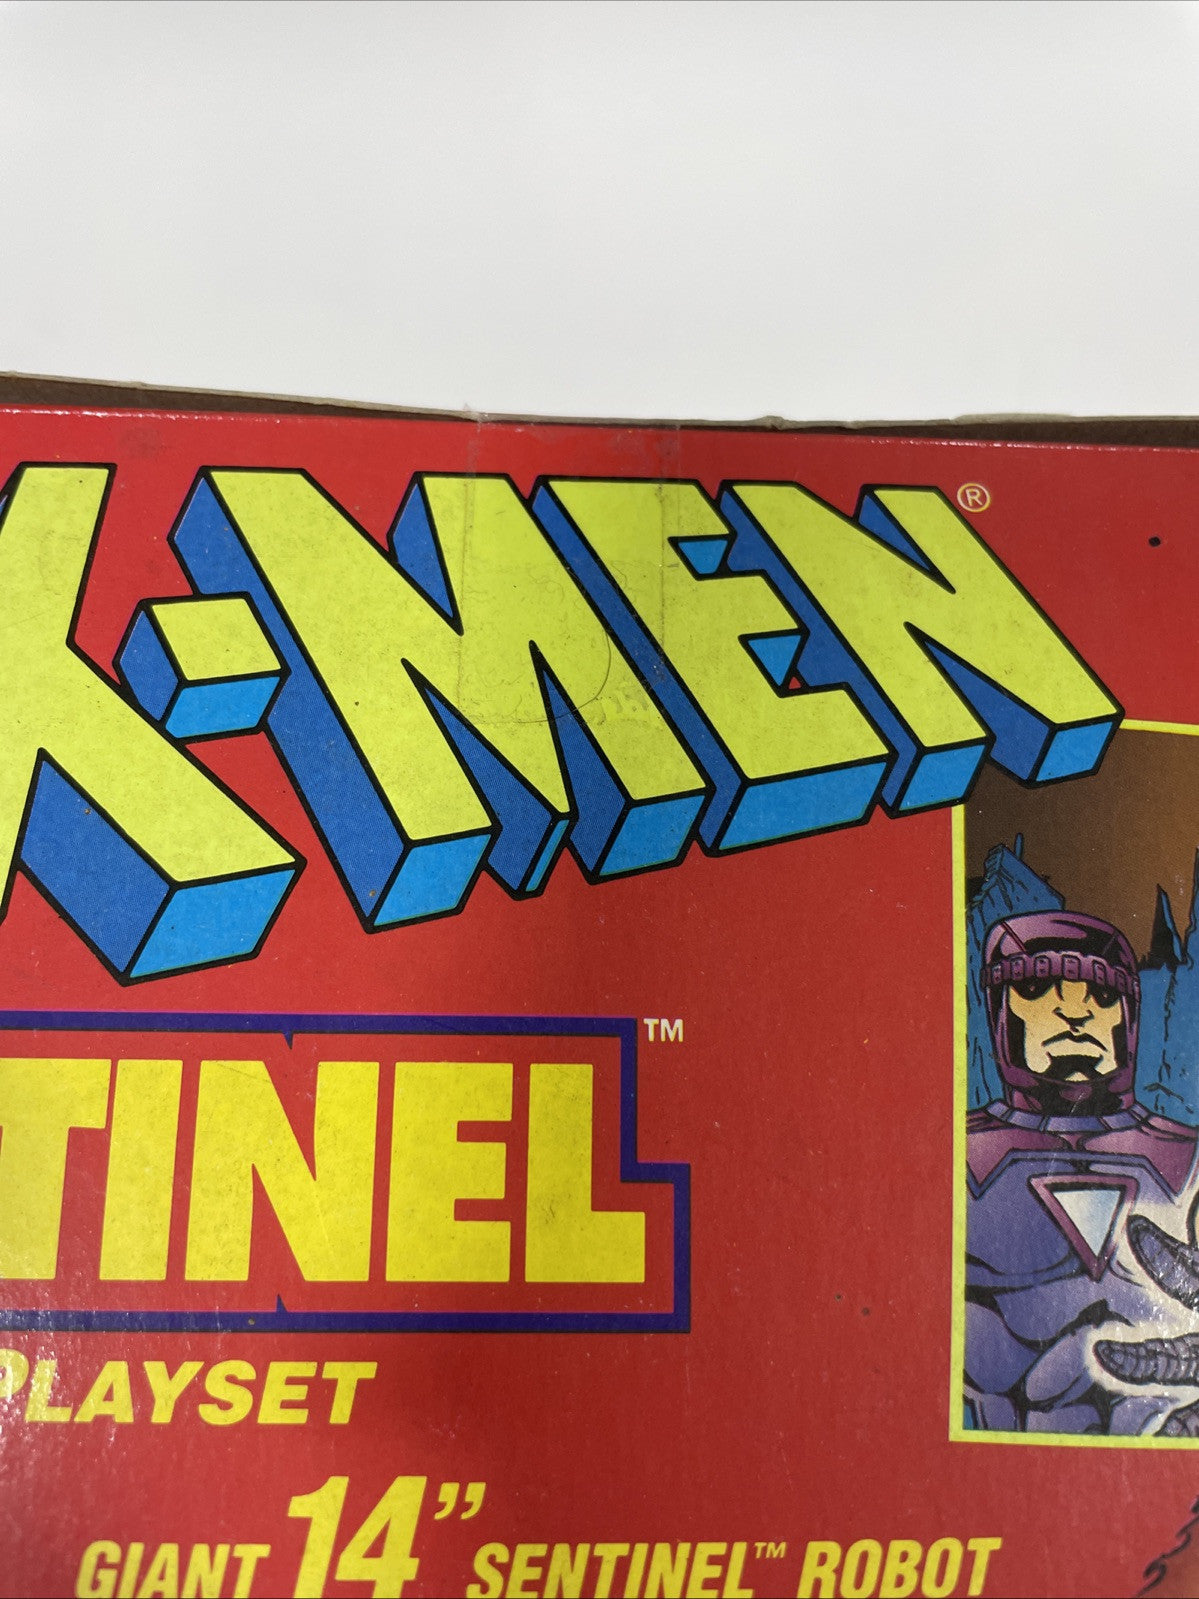 X-MEN®
TINEL™
PLAYSET
GIANT 14” SENTINEL™ ROBOT